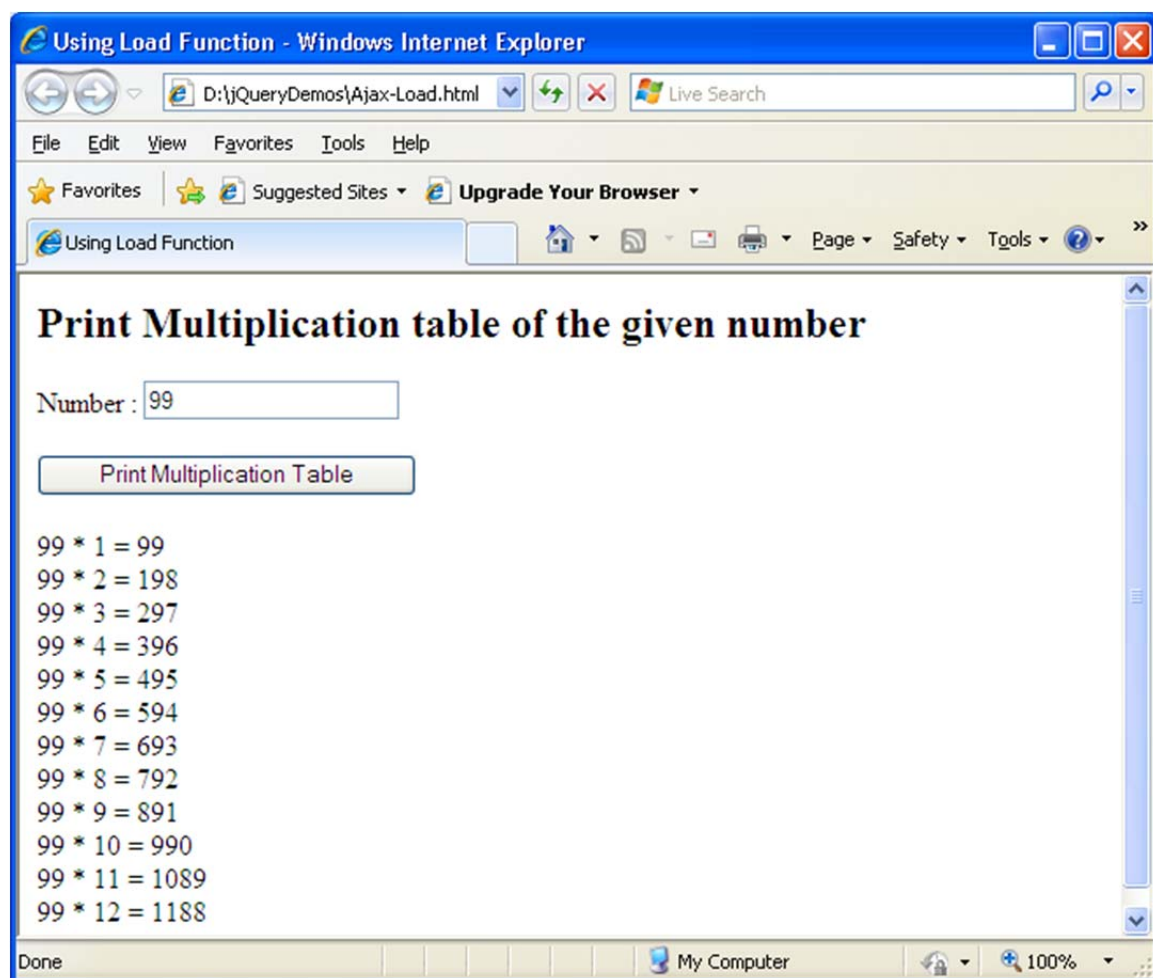 Using Load Function - Windows Internet Explorer
D:\jQueryDemos\Ajax-Load.html Live Search
File Edit View Favorites Tools Help
Favorites Suggested Sites Upgrade Your Browser
Using Load Function Page Safety Tools »
Print Multiplication table of the given number
Number : 99
Print Multiplication Table
99 * 1 = 99
99 * 2 = 198
99 * 3 = 297
99 * 4 = 396
99 * 5 = 495
99 * 6 = 594
99 * 7 = 693
99 * 8 = 792
99 * 9 = 891
99 * 10 = 990
99 * 11 = 1089
99 * 12 = 1188
Done My Computer 100%